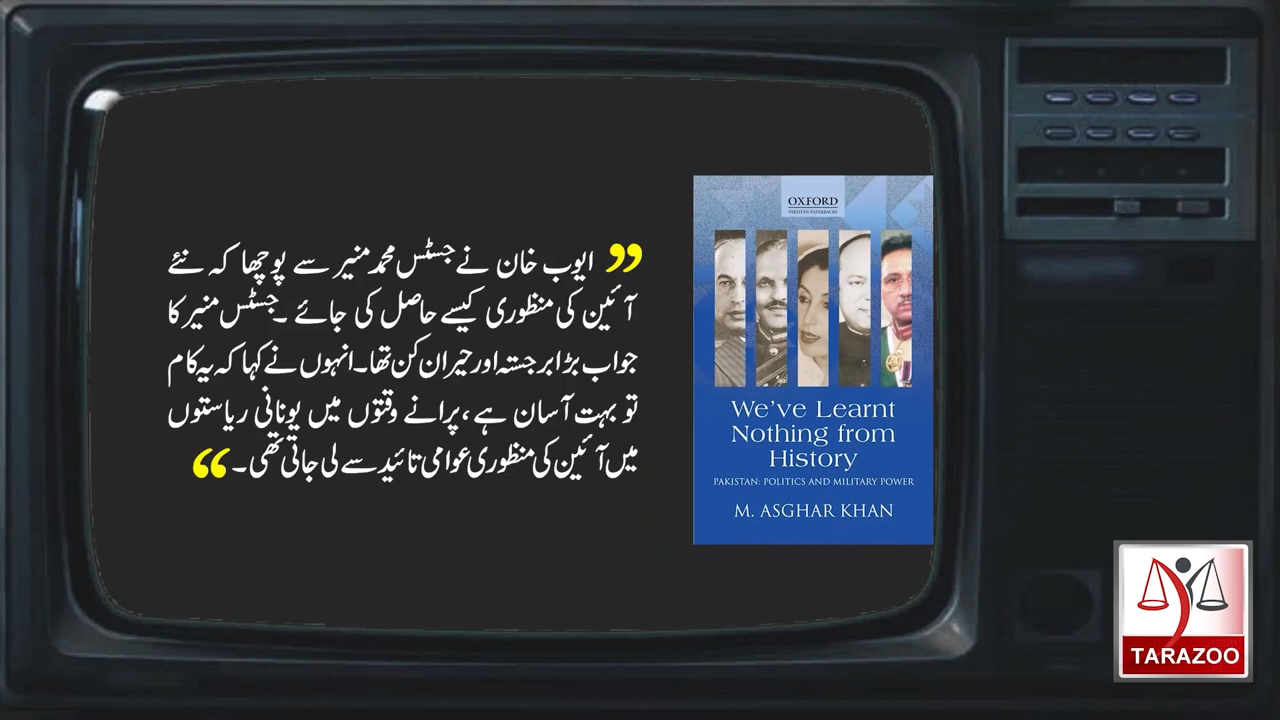 ” ایوب خان نے جسٹس محمد منیر سے پوچھا کہ نئے
آئین کی منظوری کیسے حاصل کی جائے ۔ جسٹس منیر کا
جواب بڑا برجستہ اور حیران کن تھا۔ انہوں نے کہا کہ یہ کام
تو بہت آسان ہے ، پرانے وقتوں میں یونانی ریاستوں
میں آئین کی منظوری عوامی تائید سے لی جاتی تھی ۔ “
OXFORD
PAKISTAN PAPERBACKS
We’ve Learnt
Nothing from
History
PAKISTAN: POLITICS AND MILITARY POWER
M. ASGHAR KHAN
TARAZOO